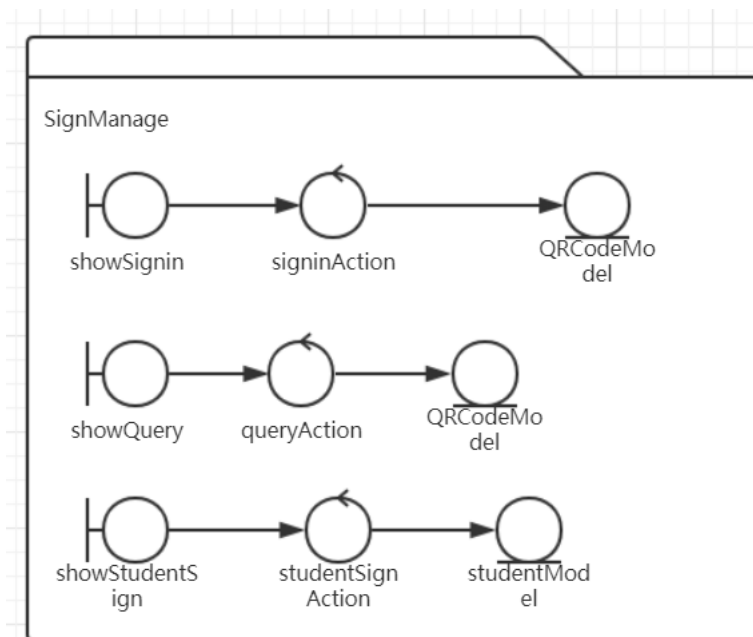 SignManage
showSignin
signinAction
QRCodeMo
del
showQuery
queryAction
QRCodeMo
del
showStudentS
ign
studentSign
Action
studentMod
el